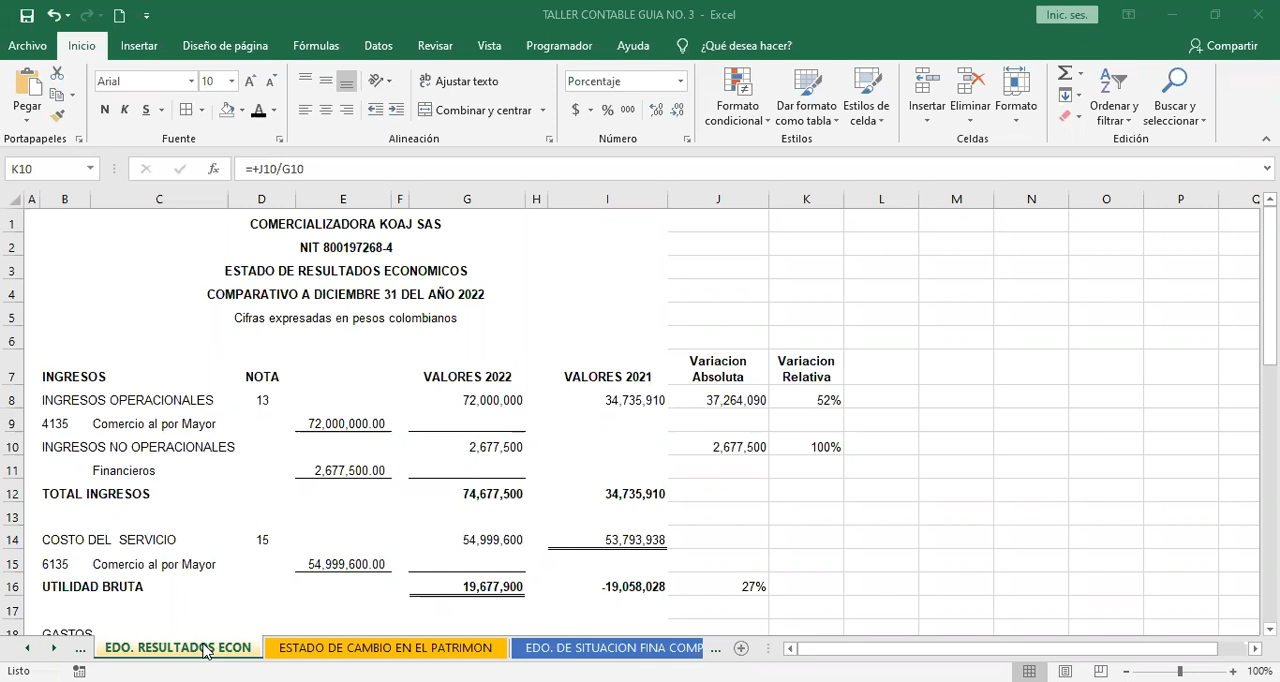 TALLER CONTABLE GUIA NO. 3 - Excel
Inic. ses.
Archivo Inicio Insertar Diseño de página Fórmulas Datos Revisar Vista Programador Ayuda ¿Qué desea hacer? Compartir
Arial 10 Ajustar texto Porcentaje
Pegar N K S A Combinar y centrar $ % 000 Formato condicional Dar formato como tabla Estilos de celda Insertar Eliminar Formato Ordenar y filtrar Buscar y seleccionar
Portapapeles Fuente Alineación Número Estilos Celdas Edición
K10 fx =+J10/G10
A B C D E F G H I J K L M N O P Q
1 COMERCIALIZADORA KOAJ SAS
2 NIT 800197268-4
3 ESTADO DE RESULTADOS ECONOMICOS
4 COMPARATIVO A DICIEMBRE 31 DEL AÑO 2022
5 Cifras expresadas en pesos colombianos
6
7 INGRESOS NOTA VALORES 2022 VALORES 2021 Variacion Absoluta Variacion Relativa
8 INGRESOS OPERACIONALES 13 72,000,000 34,735,910 37,264,090 52%
9 4135 Comercio al por Mayor 72,000,000.00
10 INGRESOS NO OPERACIONALES 2,677,500 2,677,500 100%
11 Financieros 2,677,500.00
12 TOTAL INGRESOS 74,677,500 34,735,910
13
14 COSTO DEL SERVICIO 15 54,999,600 53,793,938
15 6135 Comercio al por Mayor 54,999,600.00
16 UTILIDAD BRUTA 19,677,900 -19,058,028 27%
17
18 GASTOS
... EDO. RESULTADOS ECON ESTADO DE CAMBIO EN EL PATRIMON EDO. DE SITUACION FINA COMP ...
Listo 100%